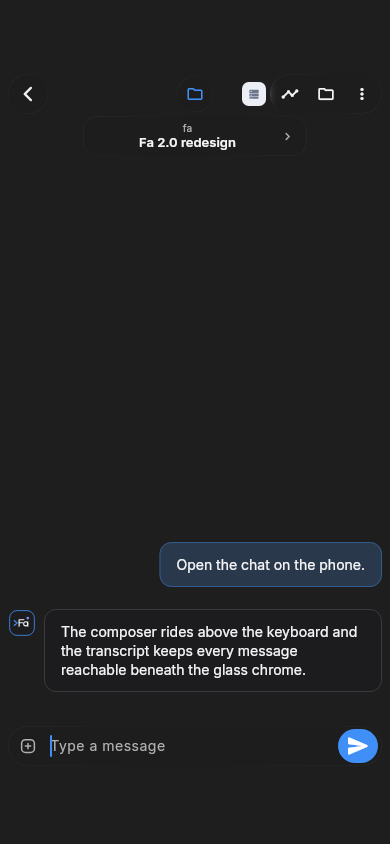 fa
Fa 2.0 redesign
Open the chat on the phone.
>Fa
The composer rides above the keyboard and
the transcript keeps every message
reachable beneath the glass chrome.
Type a message